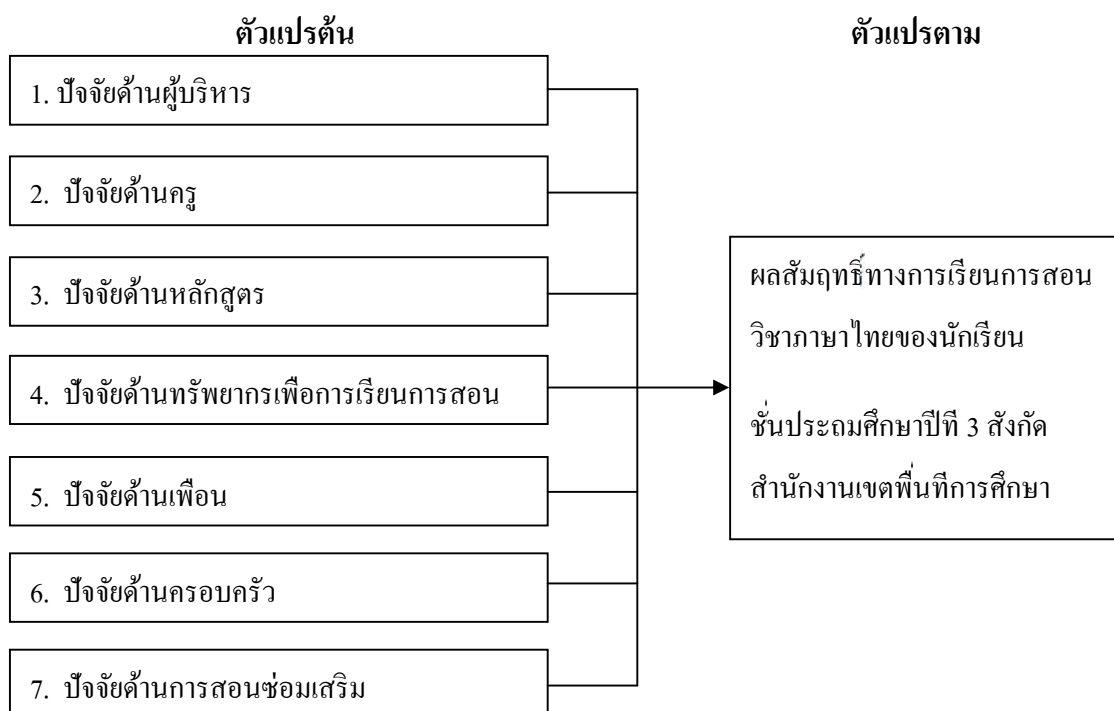 ตัวแปรต้น
ตัวแปรตาม
1. ปัจจัยด้านผู้บริหาร
2. ปัจจัยด้านครู
3. ปัจจัยด้านหลักสูตร
4. ปัจจัยด้านทรัพยากรเพื่อการเรียนการสอน
5. ปัจจัยด้านเพื่อน
6. ปัจจัยด้านครอบครัว
7. ปัจจัยด้านการสอนซ่อมเสริม
ผลสัมฤทธิ์ทางการเรียนการสอน
วิชาภาษาไทยของนักเรียน
ชั้นประถมศึกษาปีที่ 3 สังกัด
สำนักงานเขตพื้นที่การศึกษา